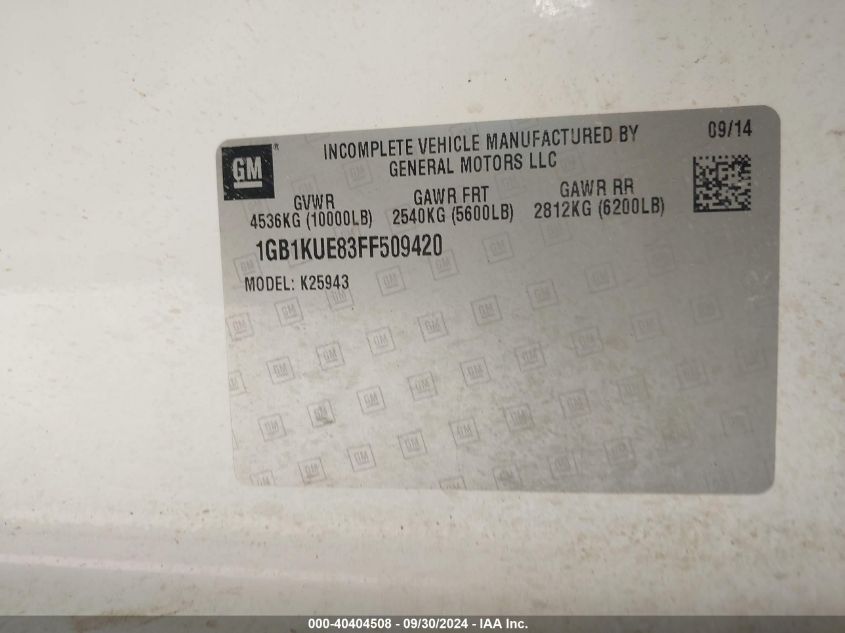 GM®
INCOMPLETE VEHICLE MANUFACTURED BY
GENERAL MOTORS LLC
09/14
GVWR
GAWR FRT
GAWR RR
4536KG (10000LB)
2540KG (5600LB)
2812KG (6200LB)
1GB1KUE83FF509420
MODEL: K25943
000-40404508 - 09/30/2024 - IAA Inc.